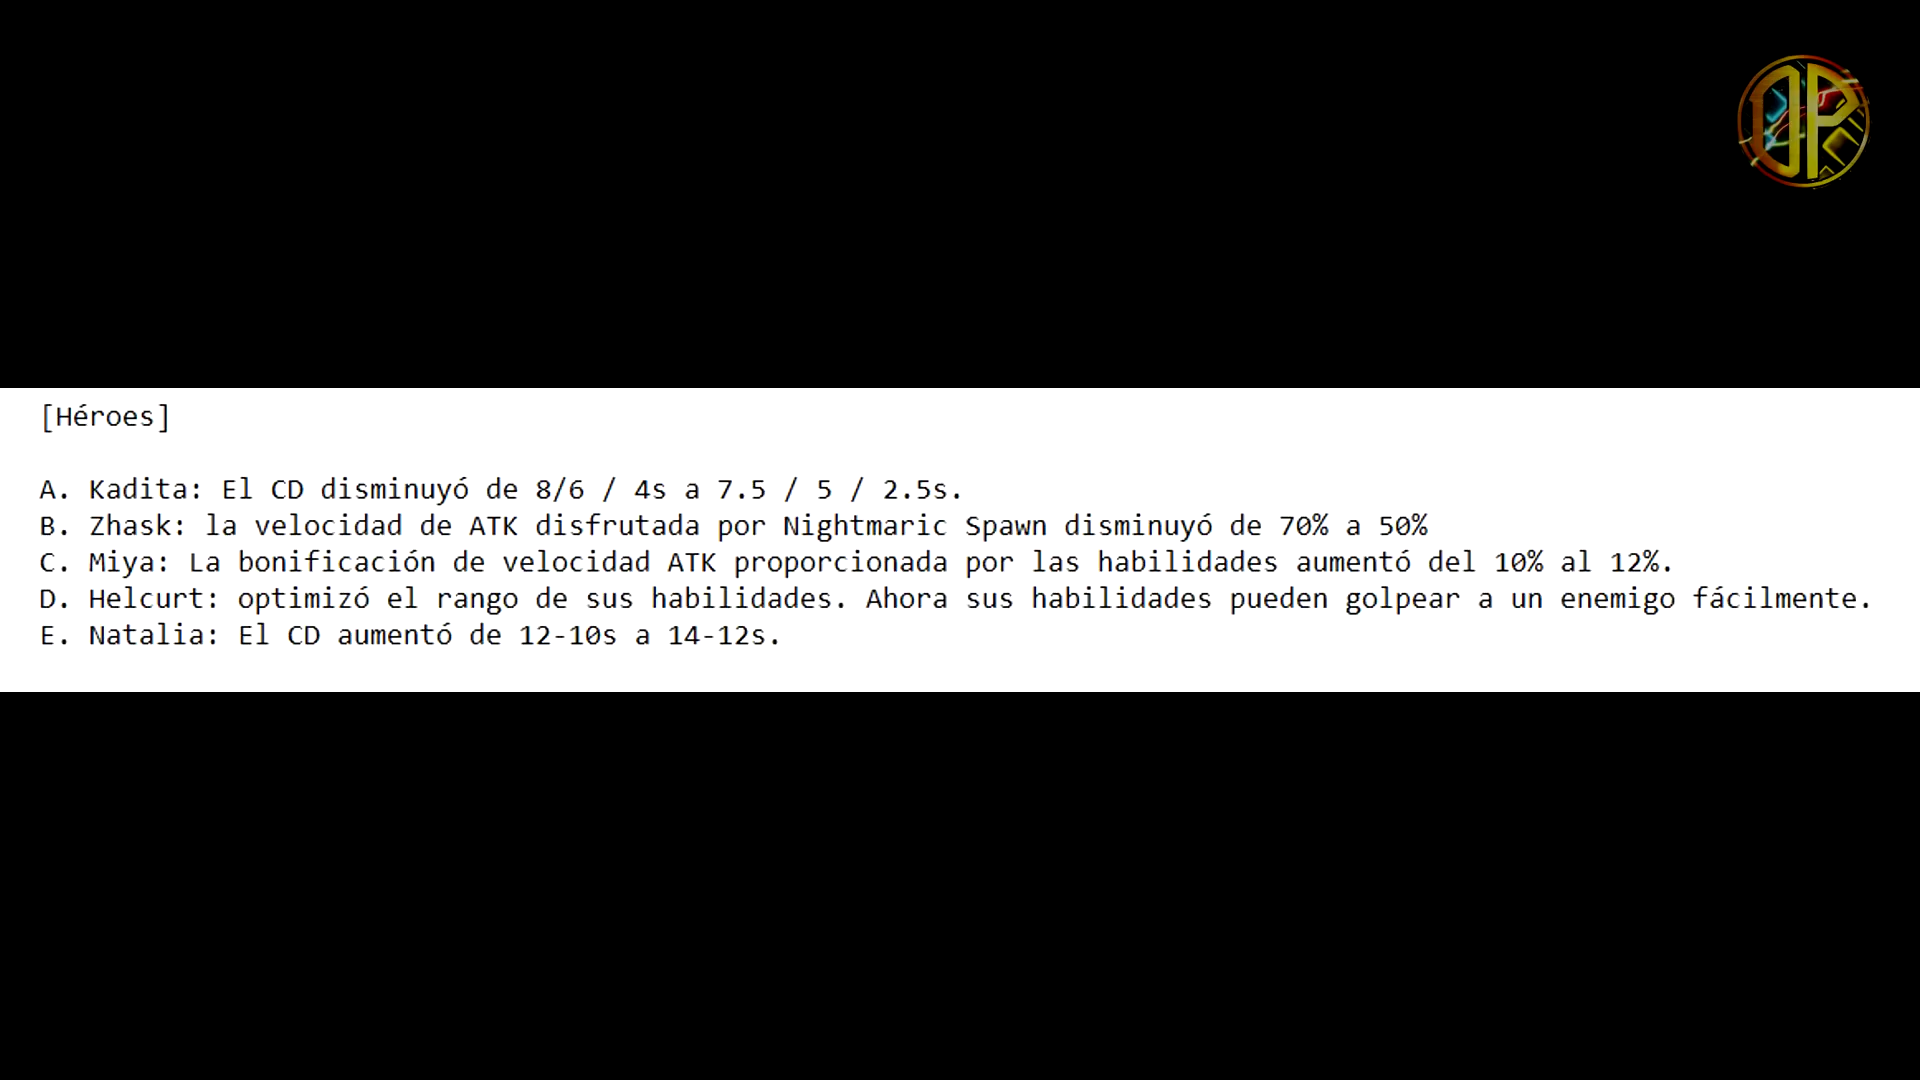 OP
[Héroes]
A. Kadita: El CD disminuyó de 8/6 / 4s a 7.5 / 5 / 2.5s.
B. Zhask: la velocidad de ATK disfrutada por Nightmaric Spawn disminuyó de 70% a 50%
C. Miya: La bonificación de velocidad ATK proporcionada por las habilidades aumentó del 10% al 12%.
D. Helcurt: optimizó el rango de sus habilidades. Ahora sus habilidades pueden golpear a un enemigo fácilmente.
E. Natalia: El CD aumentó de 12-10s a 14-12s.